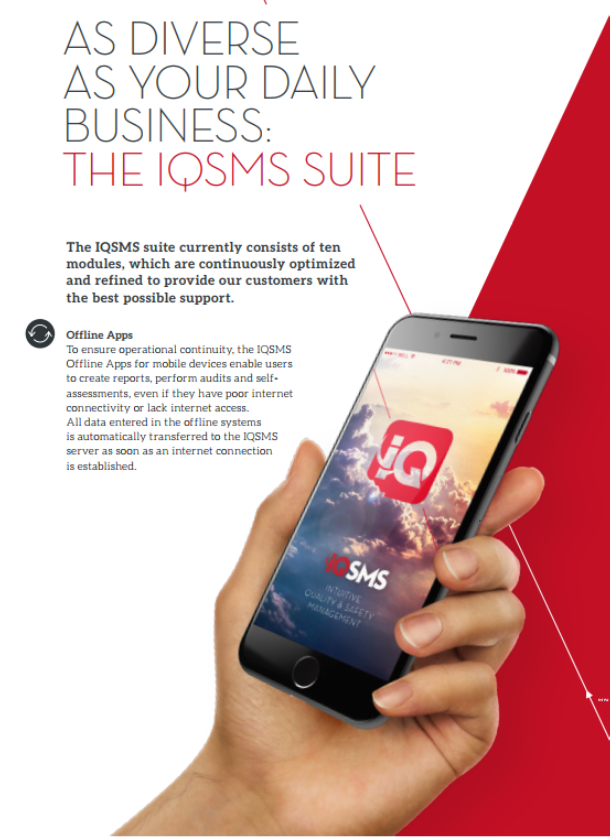 AS DIVERSE
AS YOUR DAILY
BUSINESS:
THE IQSMS SUITE
The IQSMS suite currently consists of ten
modules, which are continuously optimized
and refined to provide our customers with
the best possible support.
Offline Apps
To ensure operational continuity, the IQSMS
Offline Apps for mobile devices enable users
to create reports, perform audits and self-
assessments, even if they have poor internet
connectivity or lack internet access.
All data entered in the offline systems
is automatically transferred to the IQSMS
server as soon as an internet connection
is established.
4:21 PM
100%
iQ
IQSMS
INTUITIVE
QUALITY & SAFETY
MANAGEMENT